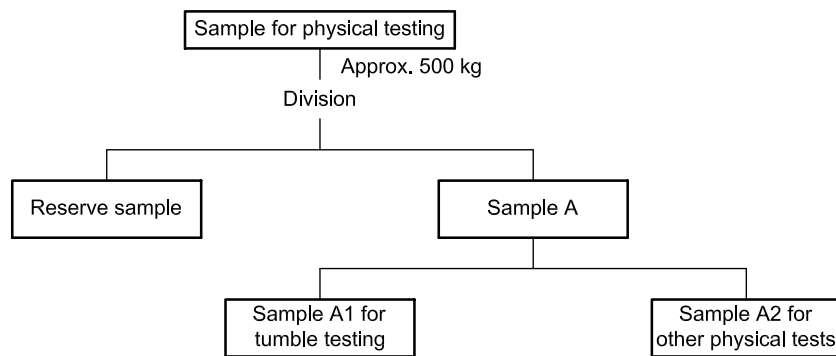 Sample for physical testing
Approx. 500 kg
Division
Reserve sample
Sample A
Sample A1 for
tumble testing
Sample A2 for
other physical tests